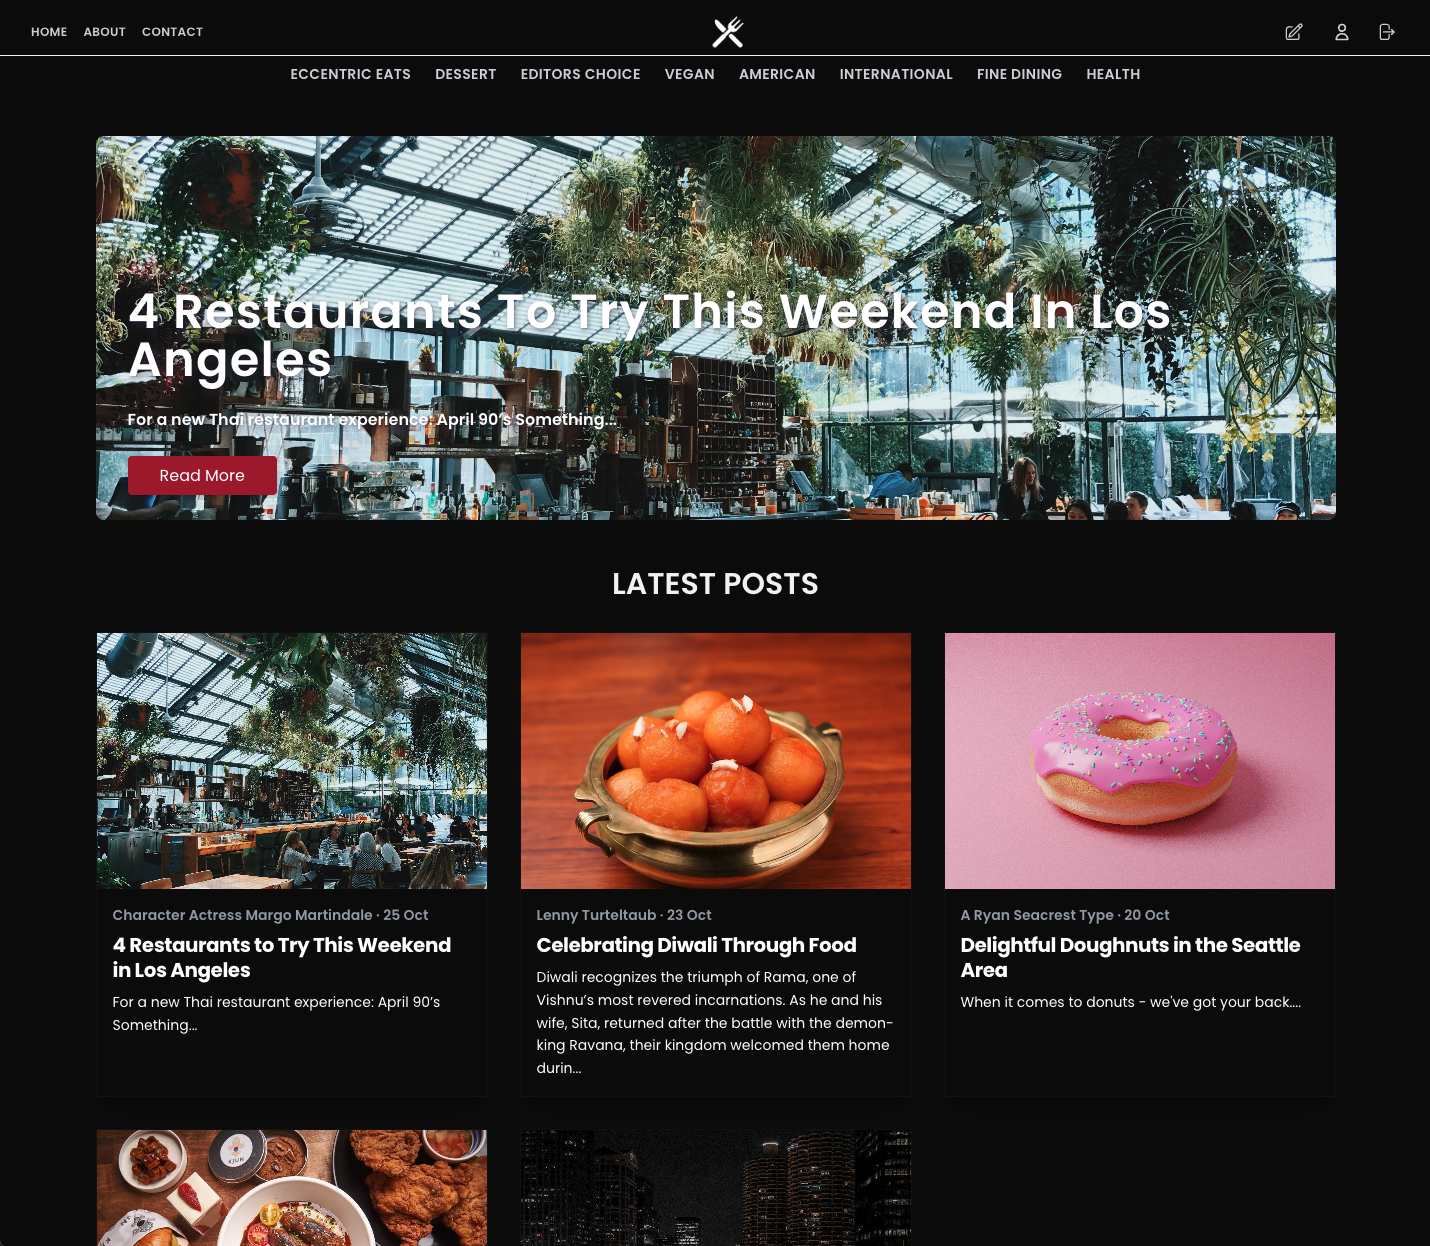 HOME ABOUT CONTACT
ECCENTRIC EATS DESSERT EDITORS CHOICE VEGAN AMERICAN INTERNATIONAL FINE DINING HEALTH
4 Restaurants To Try This Weekend In Los
Angeles
For a new Thai restaurant experience: April 90’s Something...
Read More
LATEST POSTS
Character Actress Margo Martindale · 25 Oct
4 Restaurants to Try This Weekend
in Los Angeles
For a new Thai restaurant experience: April 90’s
Something...
Lenny Turteltaub · 23 Oct
Celebrating Diwali Through Food
Diwali recognizes the triumph of Rama, one of
Vishnu’s most revered incarnations. As he and his
wife, Sita, returned after the battle with the demon-
king Ravana, their kingdom welcomed them home
durin...
A Ryan Seacrest Type · 20 Oct
Delightful Doughnuts in the Seattle
Area
When it comes to donuts - we've got your back....
KJUN